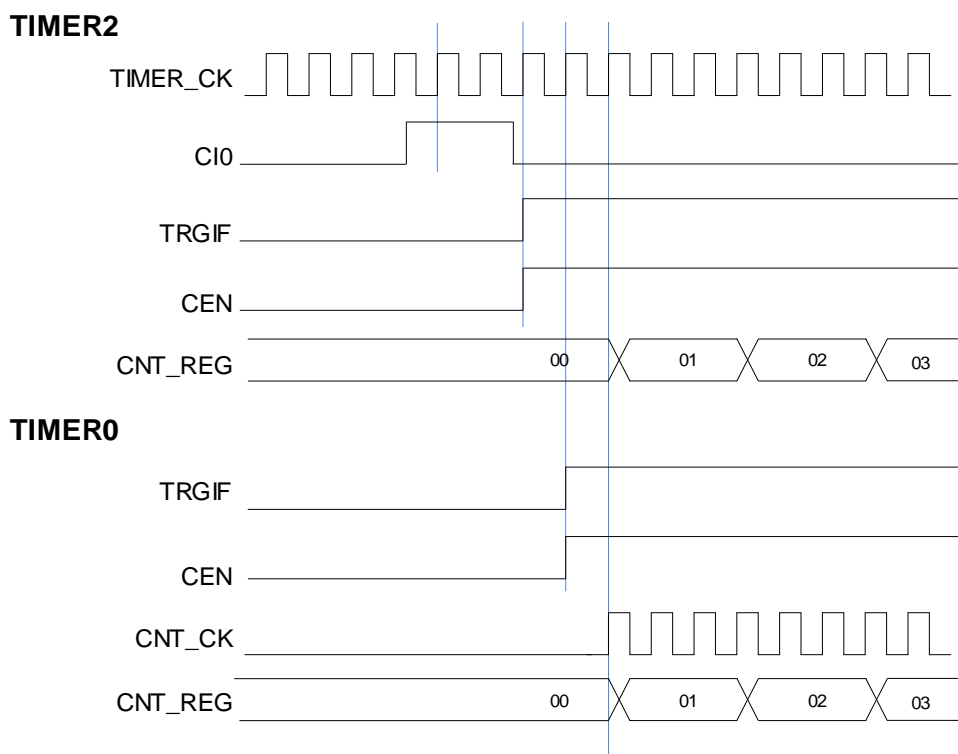 TIMER2
TIMER_CK
CI0
TRGIF
CEN
CNT_REG 00 01 02 03
TIMER0
TRGIF
CEN
CNT_CK
CNT_REG 00 01 02 03